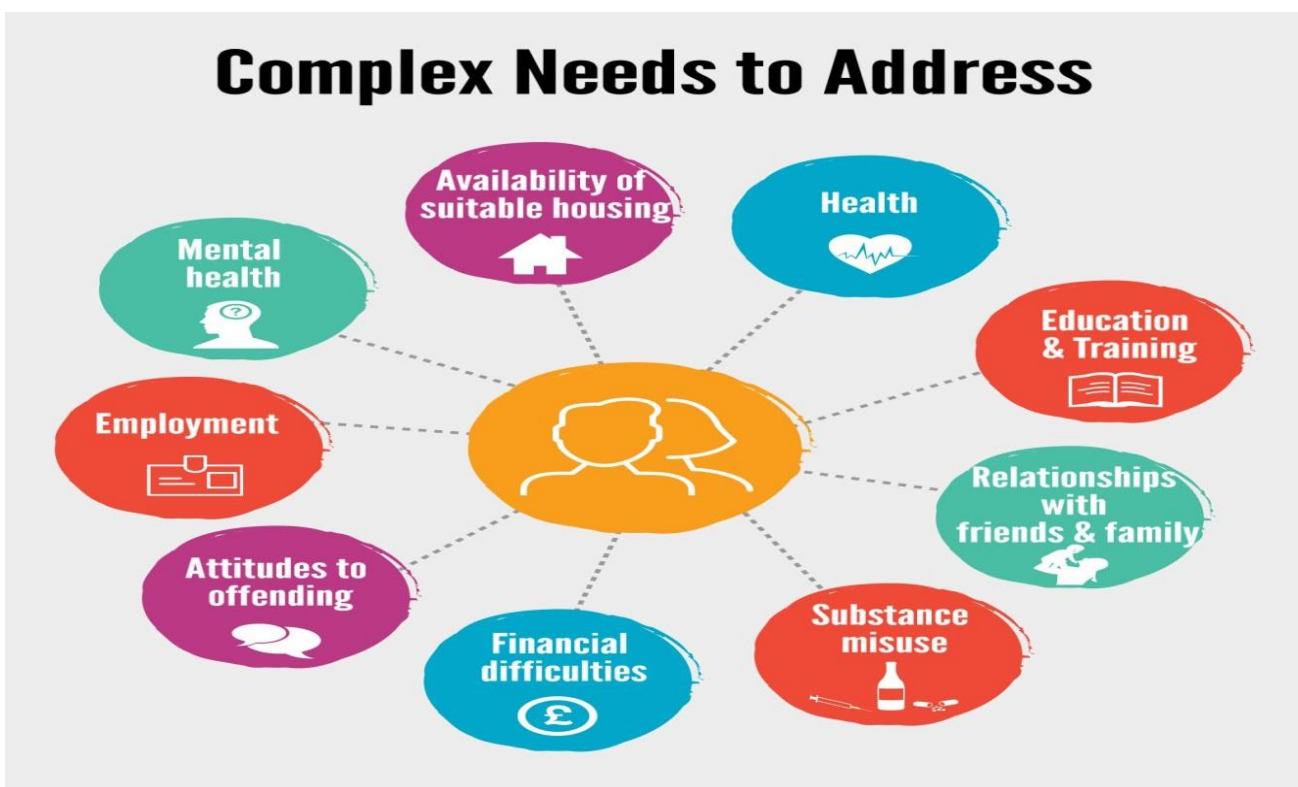 Complex Needs to Address
Availability of
suitable housing
Health
Mental
health
?
Education
& Training
Employment
Relationships
with
friends & family
Attitudes to
offending
Substance
misuse
Financial
difficulties
£